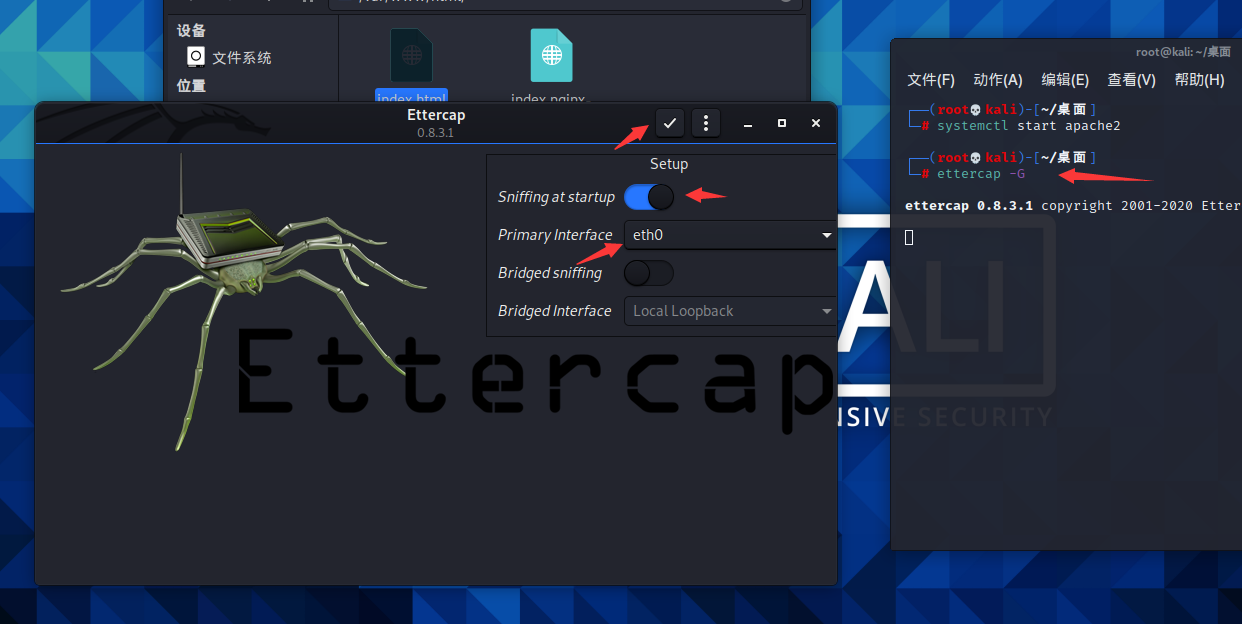 /var/www/html/
设备
文件系统
位置
index.html
index.nginx-
Ettercap
0.8.3.1
Setup
Sniffing at startup
Primary Interface
eth0
Bridged sniffing
Bridged Interface
Local Loopback
Ettercap
root@kali: ~/桌面
文件(F) 动作(A) 编辑(E) 查看(V) 帮助(H)
┌──(root💀kali)-[~/桌面]
└─# systemctl start apache2
┌──(root💀kali)-[~/桌面]
└─# ettercap -G
ettercap 0.8.3.1 copyright 2001-2020 Etter
ALI
NSIVE SECURITY